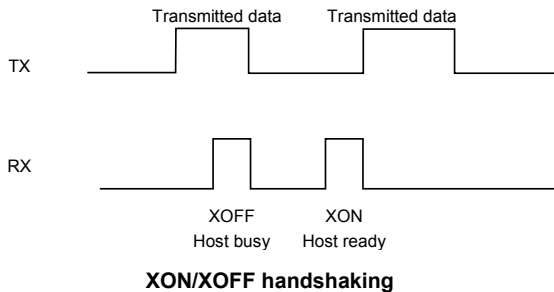 Transmitted data Transmitted data
TX
RX
XOFF XON
Host busy Host ready
XON/XOFF handshaking